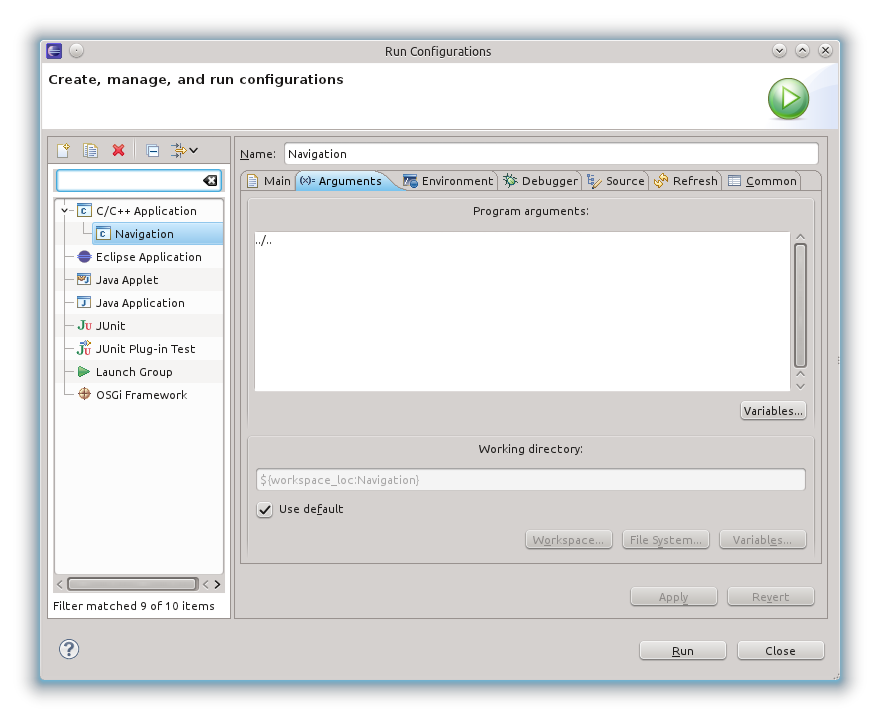 Run Configurations
Create, manage, and run configurations
Name: Navigation
Main (x)= Arguments Environment Debugger Source Refresh Common
C/C++ Application
Navigation
Eclipse Application
Java Applet
Java Application
JUnit
JUnit Plug-in Test
Launch Group
OSGi Framework
Filter matched 9 of 10 items
Program arguments:
../..
Variables...
Working directory:
${workspace_loc:Navigation}
Use default
Workspace... File System... Variables...
Apply Revert
Run Close